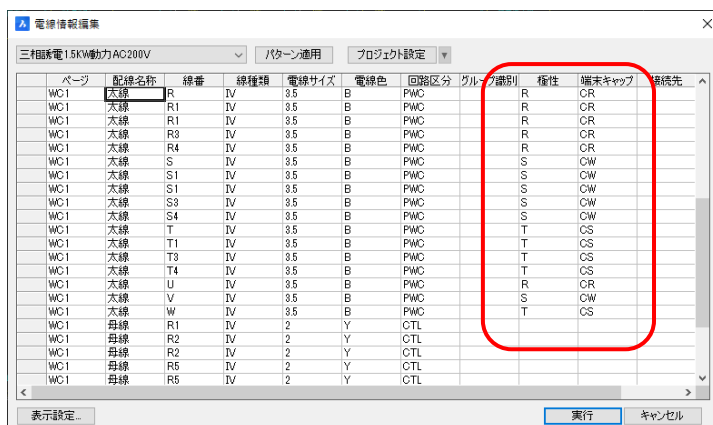 電線情報編集
三相誘電1.5KW動力AC200V パターン適用 プロジェクト設定
ページ 配線名称 線番 線種類 電線サイズ 電線色 回路区分 グループ識別 極性 端末キャップ 接続先
WC1 太線 R IV 3.5 B PWC R CR
WC1 太線 R1 IV 3.5 B PWC R CR
WC1 太線 R1 IV 3.5 B PWC R CR
WC1 太線 R3 IV 3.5 B PWC R CR
WC1 太線 R4 IV 3.5 B PWC R CR
WC1 太線 S IV 3.5 B PWC S CW
WC1 太線 S1 IV 3.5 B PWC S CW
WC1 太線 S1 IV 3.5 B PWC S CW
WC1 太線 S3 IV 3.5 B PWC S CW
WC1 太線 S4 IV 3.5 B PWC S CW
WC1 太線 T IV 3.5 B PWC T CS
WC1 太線 T1 IV 3.5 B PWC T CS
WC1 太線 T3 IV 3.5 B PWC T CS
WC1 太線 T4 IV 3.5 B PWC T CS
WC1 太線 U IV 3.5 B PWC R CR
WC1 太線 V IV 3.5 B PWC S CW
WC1 太線 W IV 3.5 B PWC T CS
WC1 母線 R1 IV 2 Y CTL
WC1 母線 R2 IV 2 Y CTL
WC1 母線 R2 IV 2 Y CTL
WC1 母線 R5 IV 2 Y CTL
WC1 母線 R5 IV 2 Y CTL
表示設定... 実行 キャンセル